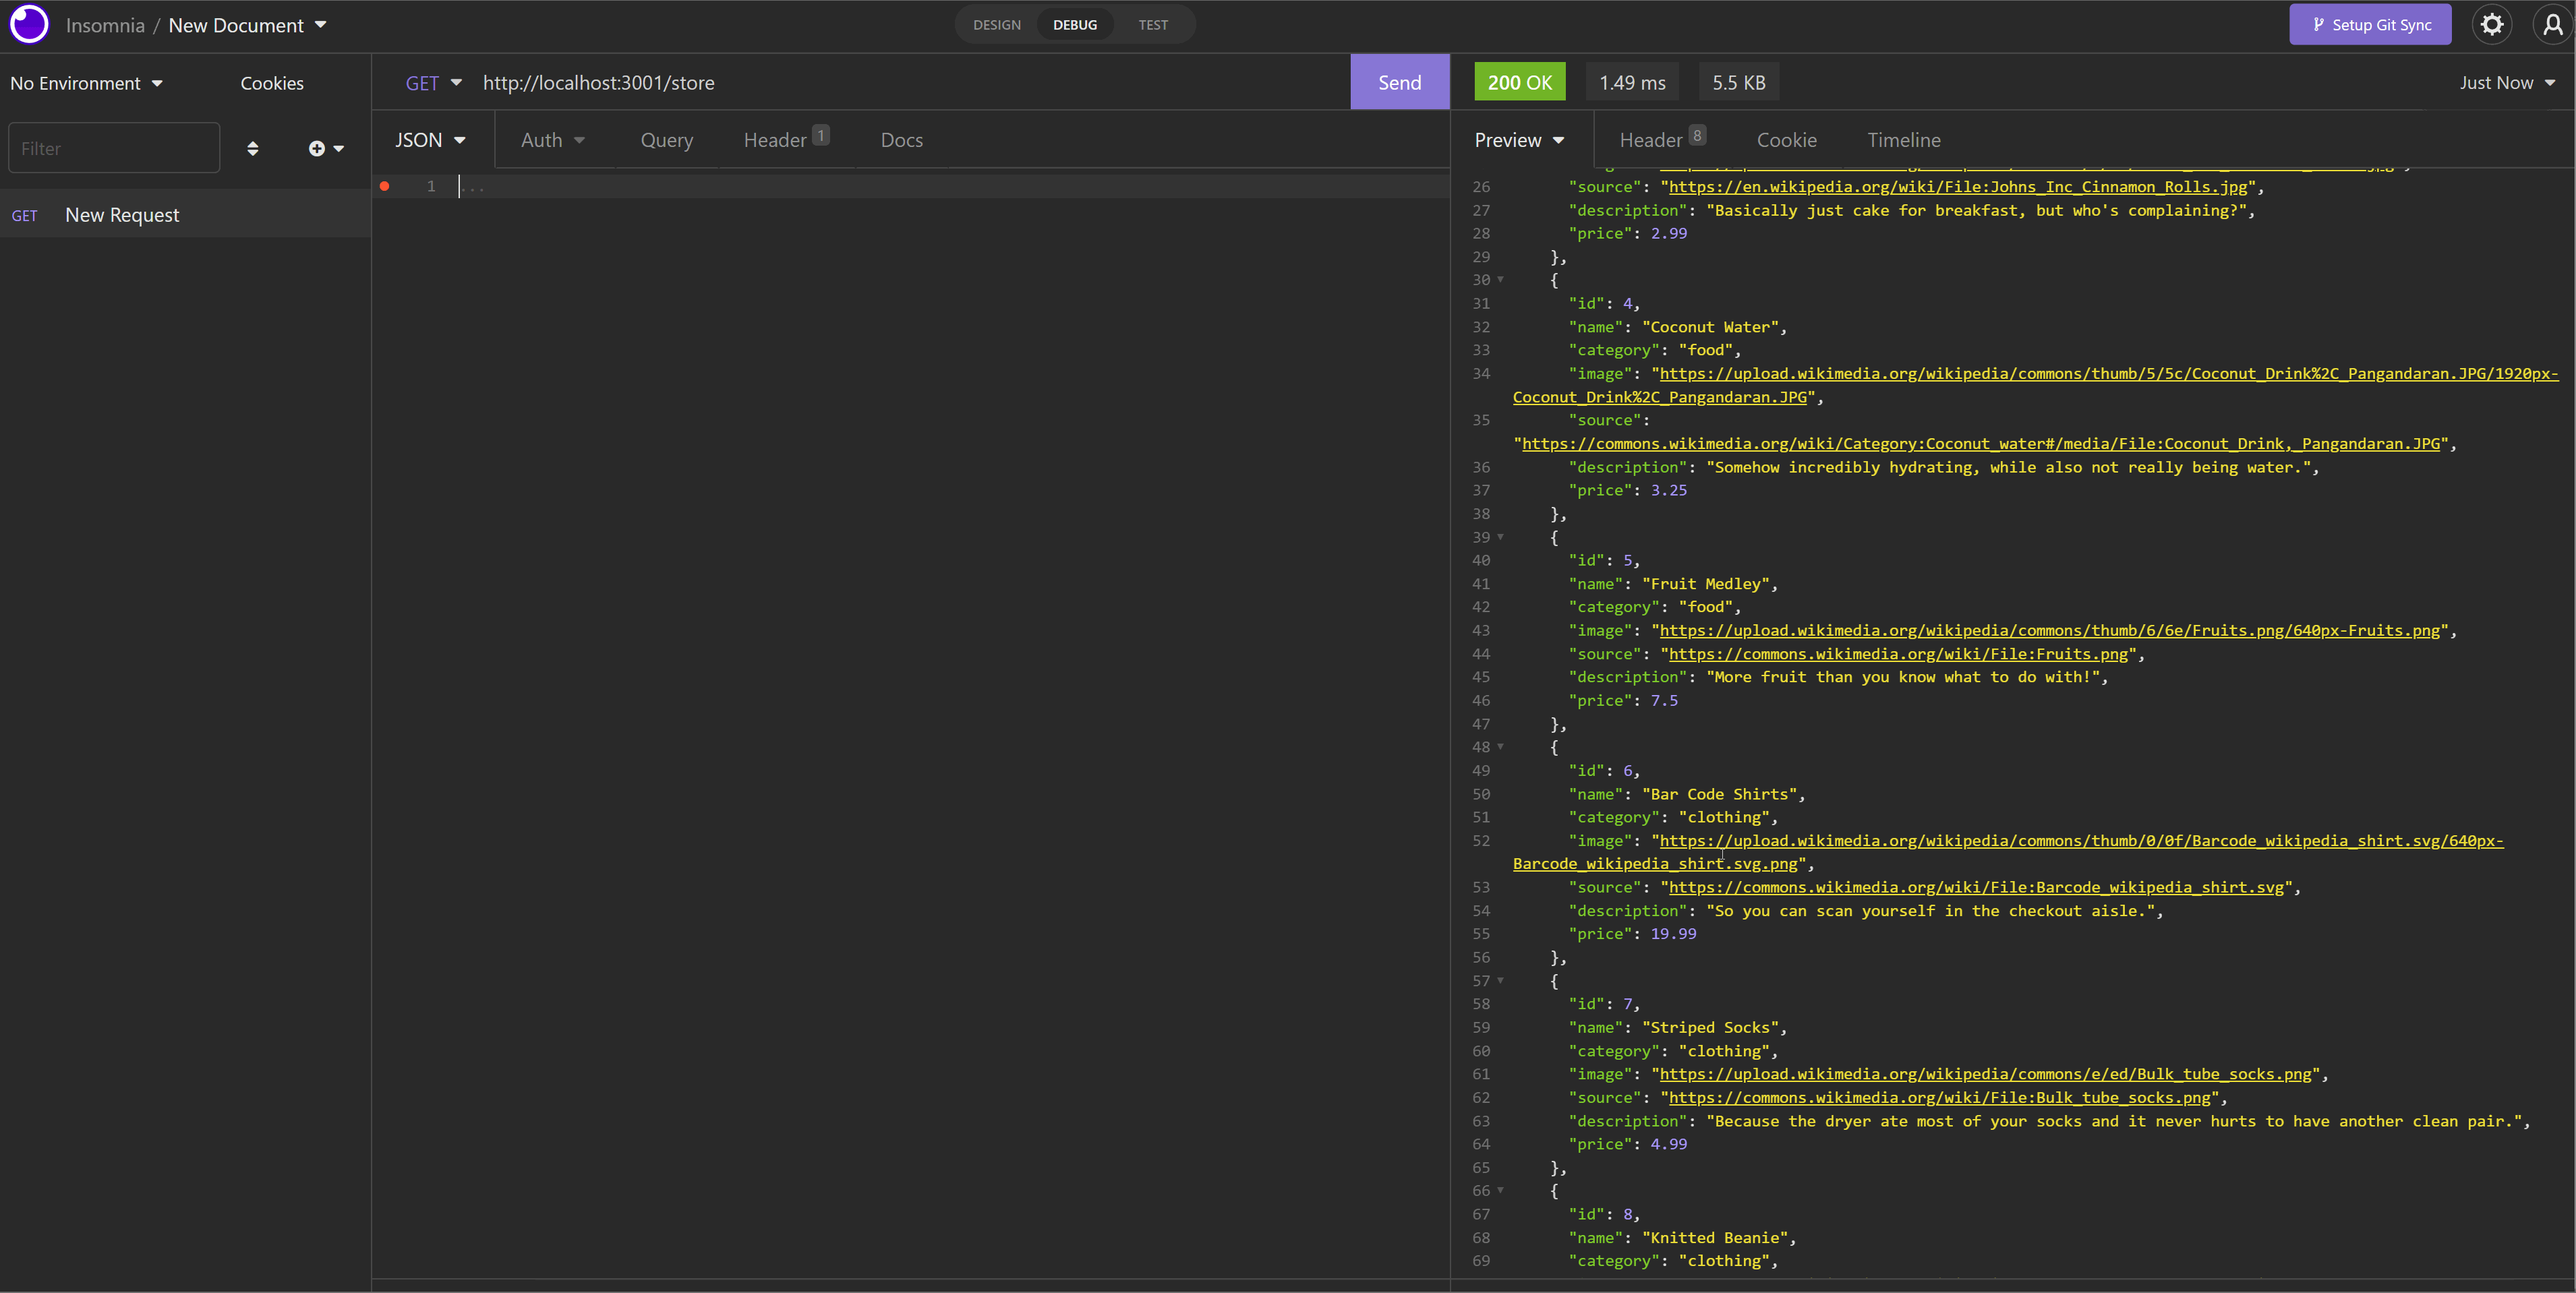 Insomnia / New Document
DESIGN DEBUG TEST
Setup Git Sync
No Environment Cookies
GET http://localhost:3001/store Send
200 OK 1.49 ms 5.5 KB Just Now
Filter
JSON Auth Query Header 1 Docs
Preview Header 8 Cookie Timeline
GET New Request
1 ...
26 "source": "https://en.wikipedia.org/wiki/File:Johns_Inc_Cinnamon_Rolls.jpg",
27 "description": "Basically just cake for breakfast, but who's complaining?",
28 "price": 2.99
29 },
30 {
31 "id": 4,
32 "name": "Coconut Water",
33 "category": "food",
34 "image": "https://upload.wikimedia.org/wikipedia/commons/thumb/5/5c/Coconut_Drink%2C_Pangandaran.JPG/1920px-
Coconut_Drink%2C_Pangandaran.JPG",
35 "source":
"https://commons.wikimedia.org/wiki/Category:Coconut_water#/media/File:Coconut_Drink,_Pangandaran.JPG",
36 "description": "Somehow incredibly hydrating, while also not really being water.",
37 "price": 3.25
38 },
39 {
40 "id": 5,
41 "name": "Fruit Medley",
42 "category": "food",
43 "image": "https://upload.wikimedia.org/wikipedia/commons/thumb/6/6e/Fruits.png/640px-Fruits.png",
44 "source": "https://commons.wikimedia.org/wiki/File:Fruits.png",
45 "description": "More fruit than you know what to do with!",
46 "price": 7.5
47 },
48 {
49 "id": 6,
50 "name": "Bar Code Shirts",
51 "category": "clothing",
52 "image": "https://upload.wikimedia.org/wikipedia/commons/thumb/0/0f/Barcode_wikipedia_shirt.svg/640px-
Barcode_wikipedia_shirt.svg.png",
53 "source": "https://commons.wikimedia.org/wiki/File:Barcode_wikipedia_shirt.svg",
54 "description": "So you can scan yourself in the checkout aisle.",
55 "price": 19.99
56 },
57 {
58 "id": 7,
59 "name": "Striped Socks",
60 "category": "clothing",
61 "image": "https://upload.wikimedia.org/wikipedia/commons/e/ed/Bulk_tube_socks.png",
62 "source": "https://commons.wikimedia.org/wiki/File:Bulk_tube_socks.png",
63 "description": "Because the dryer ate most of your socks and it never hurts to have another clean pair.",
64 "price": 4.99
65 },
66 {
67 "id": 8,
68 "name": "Knitted Beanie",
69 "category": "clothing",